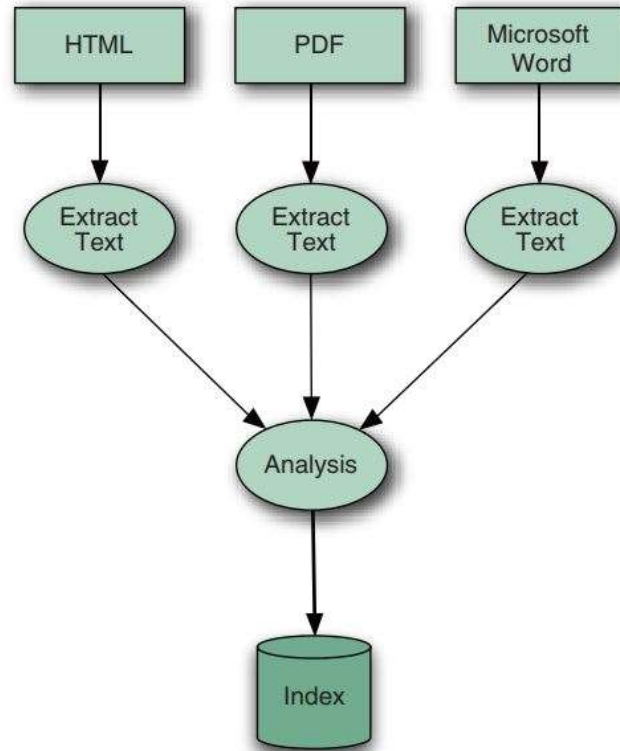 HTML
PDF
Microsoft
Word
Extract
Text
Extract
Text
Extract
Text
Analysis
Index